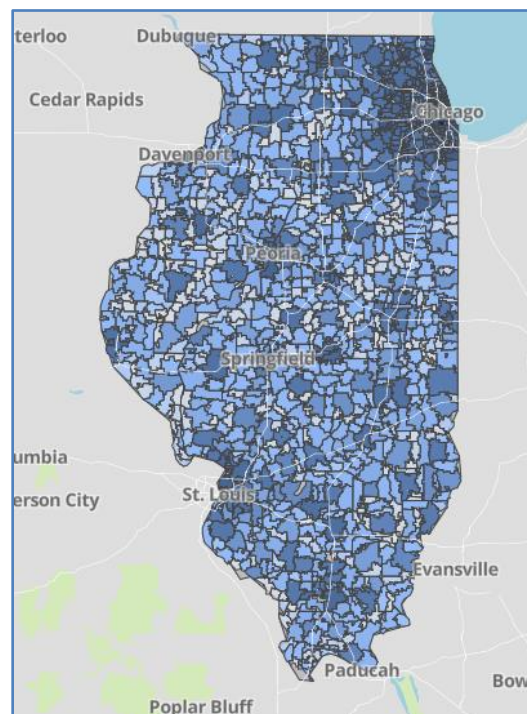 terloo
Dubuque
Cedar Rapids
Chicago
Davenport
Peoria
Springfield
umbia
erson City
St. Louis
Evansville
Paducah
Bow
Poplar Bluff